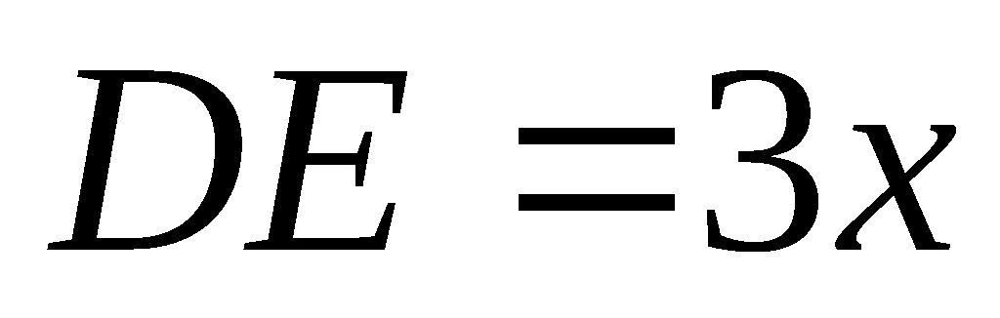 DE =3x